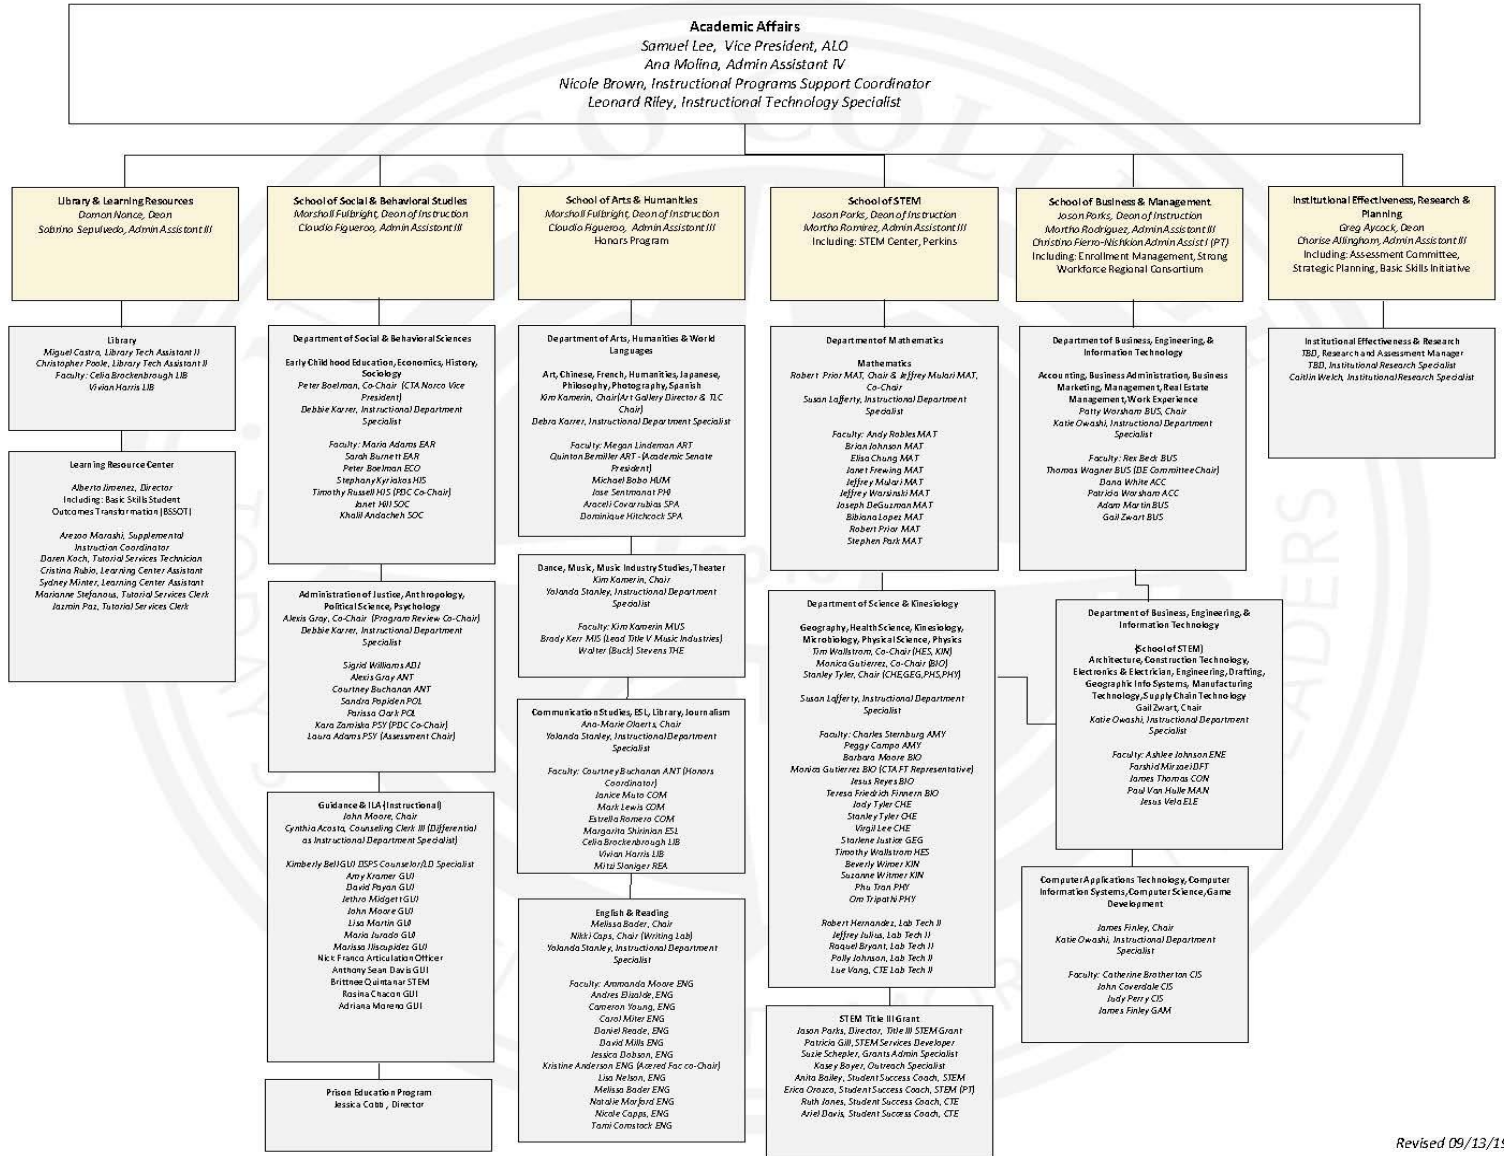 Academic Affairs
Samuel Lee, Vice President, ALO
Ana Molina, Admin Assistant IV
Nicole Brown, Instructional Programs Support Coordinator
Leonard Riley, Instructional Technology Specialist
Library & Learning Resources
Damon Nance, Dean
Sabrina Sepulveda, Admin Assistant III
School of Social & Behavioral Studies
Marshall Fulbright, Dean of Instruction
Claudia Figueroa, Admin Assistant III
School of Arts & Humanities
Marshall Fulbright, Dean of Instruction
Claudia Figueroa, Admin Assistant III
Honors Program
School of STEM
Jason Parks, Dean of Instruction
Martha Ramirez, Admin Assistant III
Including: STEM Center, Perkins
School of Business & Management
Jason Parks, Dean of Instruction
Martha Rodriguez, Admin Assistant III
Christina Fierro-Nishkian Admin Assist I (PT)
Including: Enrollment Management, Strong
Workforce Regional Consortium
Institutional Effectiveness, Research &
Planning
Greg Aycock, Dean
Charise Allingham, Admin Assistant III
Including: Assessment Committee,
Strategic Planning, Basic Skills Initiative
Library
Miguel Castro, Library Tech Assistant II
Christopher Poole, Library Tech Assistant II
Faculty: Celia Brockenbrough LIB
Vivian Harris LIB
Learning Resource Center
Alberto Jimenez, Director
Including: Basic Skills Student
Outcomes Transformation (BSSOT)
Arezoo Marashi, Supplemental
Instruction Coordinator
Daren Koch, Tutorial Services Technician
Cristina Rubio, Learning Center Assistant
Sydney Minter, Learning Center Assistant
Marianne Stefanous, Tutorial Services Clerk
Jazmin Paz, Tutorial Services Clerk
Department of Social & Behavioral Sciences
Early Childhood Education, Economics, History,
Sociology
Peter Boelman, Co-Chair (CTA Norco Vice
President)
Debbie Karrer, Instructional Department
Specialist
Faculty: Maria Adams EAR
Sarah Burnett EAR
Peter Boelman ECO
Stephany Kyriakos HIS
Timothy Russell HIS (PDC Co-Chair)
Janet Hill SOC
Khalil Andacheh SOC
Administration of Justice, Anthropology,
Political Science, Psychology
Alexis Gray, Co-Chair (Program Review Co-Chair)
Debbie Karrer, Instructional Department
Specialist
Sigrid Williams ADJ
Alexis Gray ANT
Courtney Buchanan ANT
Sandra Popiden POL
Parissa Clark POL
Kara Zamiska PSY (PDC Co-Chair)
Laura Adams PSY (Assessment Chair)
Guidance & ILA (Instructional)
John Moore, Chair
Cynthia Acosta, Counseling Clerk III (Differential
as Instructional Department Specialist)
Kimberly Bell GUI DSPS Counselor/LD Specialist
Amy Kramer GUI
David Payan GUI
Jethro Midgett GUI
John Moore GUI
Lisa Martin GUI
Maria Jurado GUI
Marissa Iliscupidez GUI
Nick Franco Articulation Officer
Anthony Sean Davis GUI
Brittnee Quintanar STEM
Rosina Chacon GUI
Adriana Moreno GUI
Prison Education Program
Jessica Cobb , Director
Department of Arts, Humanities & World
Languages
Art, Chinese, French, Humanities, Japanese,
Philosophy, Photography, Spanish
Kim Kamerin, Chair(Art Gallery Director & TLC
Chair)
Debra Karrer, Instructional Department Specialist
Faculty: Megan Lindeman ART
Quinton Bemiller ART - (Academic Senate
President)
Michael Bobo HUM
Jose Sentmanat PHI
Araceli Covarrubias SPA
Dominique Hitchcock SPA
Dance, Music, Music Industry Studies, Theater
Kim Kamerin, Chair
Yolanda Stanley, Instructional Department
Specialist
Faculty: Kim Kamerin MUS
Brady Kerr MIS (Lead Title V Music Industries)
Walter (Buck) Stevens THE
Communication Studies, ESL, Library, Journalism
Ana-Marie Olaerts, Chair
Yolanda Stanley, Instructional Department
Specialist
Faculty: Courtney Buchanan ANT (Honors
Coordinator)
Janice Muto COM
Mark Lewis COM
Estrella Romero COM
Margarita Shirinian ESL
Celia Brockenbrough LIB
Vivian Harris LIB
Mitzi Sloniger REA
English & Reading
Melissa Bader, Chair
Nikki Caps, Chair (Writing Lab)
Yolanda Stanley, Instructional Department
Specialist
Faculty: Ammanda Moore ENG
Andres Elizalde, ENG
Cameron Young, ENG
Carol Miter ENG
Daniel Reade, ENG
David Mills ENG
Jessica Dobson, ENG
Kristine Anderson ENG (Accred Fac co-Chair)
Lisa Nelson, ENG
Melissa Bader ENG
Natalie Morford ENG
Nicole Capps, ENG
Tami Comstock ENG
Department of Mathematics
Mathematics
Robert Prior MAT, Chair & Jeffrey Mulari MAT,
Co-Chair
Susan Lafferty, Instructional Department
Specialist
Faculty: Andy Robles MAT
Brian Johnson MAT
Elisa Chung MAT
Janet Frewing MAT
Jeffrey Mulari MAT
Jeffrey Warsinski MAT
Joseph DeGuzman MAT
Bibiana Lopez MAT
Robert Prior MAT
Stephen Park MAT
Department of Science & Kinesiology
Geography, Health Science, Kinesiology,
Microbiology, Physical Science, Physics
Tim Wallstrom, Co-Chair (HES, KIN)
Monica Gutierrez, Co-Chair (BIO)
Stanley Tyler, Chair (CHE,GEG,PHS,PHY)
Susan Lafferty, Instructional Department
Specialist
Faculty: Charles Sternburg AMY
Peggy Campo AMY
Barbara Moore BIO
Monica Gutierrez BIO (CTA FT Representative)
Jesus Reyes BIO
Teresa Friedrich Finnern BIO
Jody Tyler CHE
Stanley Tyler CHE
Virgil Lee CHE
Starlene Justice GEG
Timothy Wallstrom HES
Beverly Wimer KIN
Suzanne Witmer KIN
Phu Tran PHY
Om Tripathi PHY
Robert Hernandez, Lab Tech II
Jeffrey Julius, Lab Tech II
Raquel Bryant, Lab Tech II
Polly Johnson, Lab Tech II
Lue Vang, CTE Lab Tech II
STEM Title III Grant
Jason Parks, Director, Title III STEM Grant
Patricia Gill, STEM Services Developer
Suzie Schepler, Grants Admin Specialist
Kasey Boyer, Outreach Specialist
Anita Bailey, Student Success Coach, STEM
Erica Orozco, Student Success Coach, STEM (PT)
Ruth Jones, Student Success Coach, CTE
Ariel Davis, Student Success Coach, CTE
Department of Business, Engineering, &
Information Technology
Accounting, Business Administration, Business
Marketing, Management, Real Estate
Management, Work Experience
Patty Worsham BUS, Chair
Katie Owashi, Instructional Department
Specialist
Faculty: Rex Beck BUS
Thomas Wagner BUS (DE Committee Chair)
Dana White ACC
Patricia Worsham ACC
Adam Martin BUS
Gail Zwart BUS
Department of Business, Engineering, &
Information Technology
(School of STEM)
Architecture, Construction Technology,
Electronics & Electrician, Engineering, Drafting,
Geographic Info Systems, Manufacturing
Technology, Supply Chain Technology
Gail Zwart, Chair
Katie Owashi, Instructional Department
Specialist
Faculty: Ashlee Johnson ENE
Farshid Mirzaei DFT
James Thomas CON
Paul Van Hulle MAN
Jesus Vela ELE
Computer Applications Technology, Computer
Information Systems, Computer Science, Game
Development
James Finley, Chair
Katie Owashi, Instructional Department
Specialist
Faculty: Catherine Brotherton CIS
John Coverdale CIS
Judy Perry CIS
James Finley GAM
Institutional Effectiveness & Research
TBD, Research and Assessment Manager
TBD, Institutional Research Specialist
Caitlin Welch, Institutional Research Specialist
Revised 09/13/19